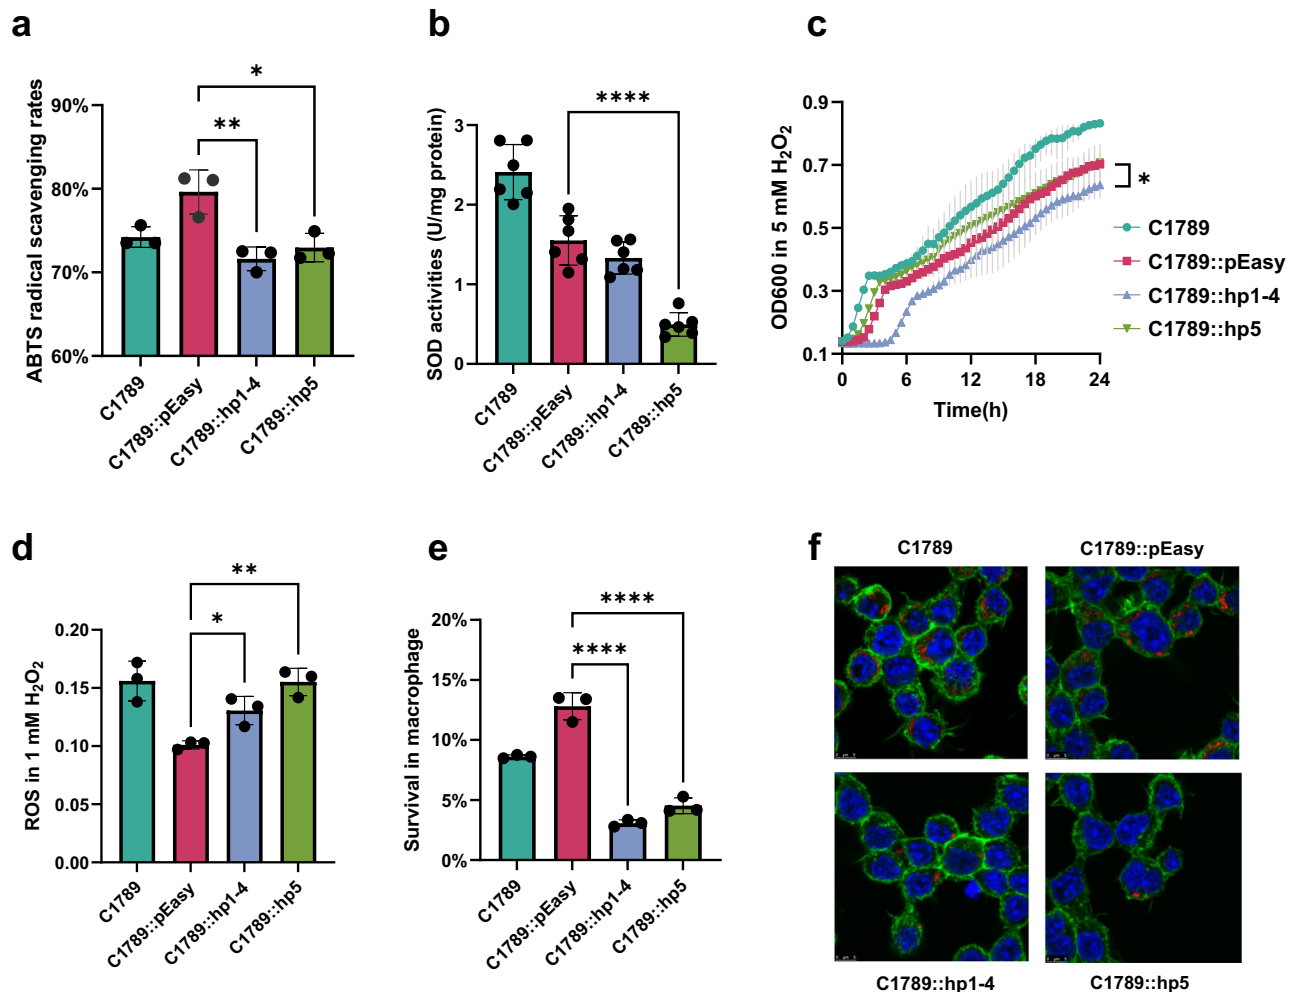 a
ABTS radical scavenging rates
90%
80%
70%
60%
*
**
C1789
C1789::pEasy
C1789::hp1-4
C1789::hp5
b
SOD activities (U/mg protein)
3
2
1
0
****
C1789
C1789::pEasy
C1789::hp1-4
C1789::hp5
c
OD600 in 5 mM H₂O₂
0.9
0.7
0.5
0.3
0.1
0
6
12
18
24
Time(h)
*
C1789
C1789::pEasy
C1789::hp1-4
C1789::hp5
d
ROS in 1 mM H₂O₂
0.20
0.15
0.10
0.05
0.00
**
*
C1789
C1789::pEasy
C1789::hp1-4
C1789::hp5
e
Survival in macrophage
20%
15%
10%
5%
0%
****
****
C1789
C1789::pEasy
C1789::hp1-4
C1789::hp5
f
C1789
C1789::pEasy
C1789::hp1-4
C1789::hp5